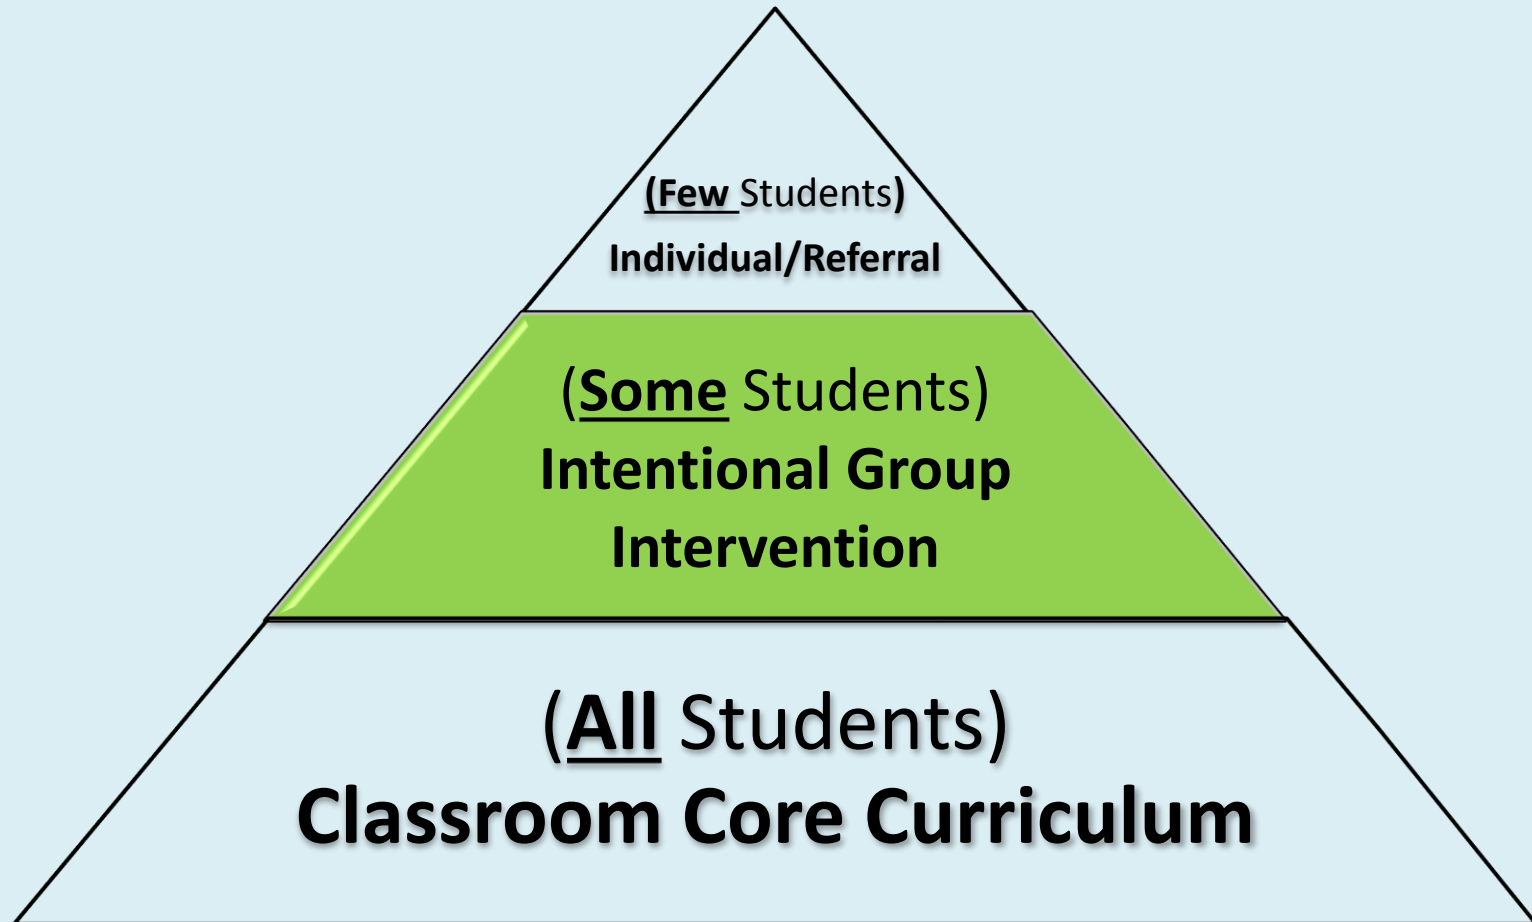 (Few Students)
Individual/Referral
(Some Students)
Intentional Group
Intervention
(All Students)
Classroom Core Curriculum